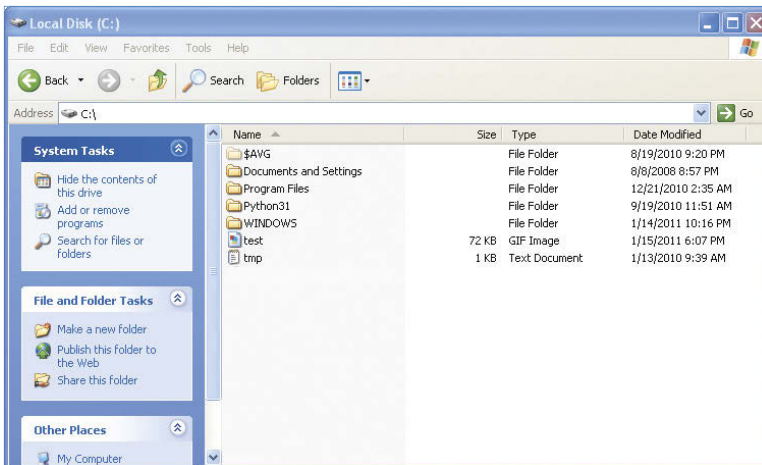 Local Disk (C:)
File Edit View Favorites Tools Help
Back Search Folders
Address C:\ Go
System Tasks
Hide the contents of
this drive
Add or remove
programs
Search for files or
folders
File and Folder Tasks
Make a new folder
Publish this folder to
the Web
Share this folder
Other Places
My Computer
Name Size Type Date Modified
$AVG File Folder 8/19/2010 9:20 PM
Documents and Settings File Folder 8/8/2008 8:57 PM
Program Files File Folder 12/21/2010 2:35 AM
Python31 File Folder 9/19/2010 11:51 AM
WINDOWS File Folder 1/14/2011 10:16 PM
test 72 KB GIF Image 1/15/2011 6:07 PM
tmp 1 KB Text Document 1/13/2010 9:39 AM